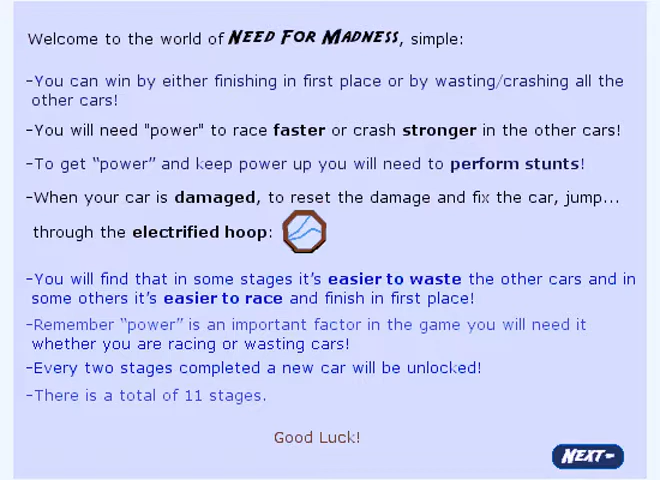 Welcome to the world of NEED FOR MADNESS, simple:
-You can win by either finishing in first place or by wasting/crashing all the
other cars!
-You will need "power" to race faster or crash stronger in the other cars!
-To get “power” and keep power up you will need to perform stunts!
-When your car is damaged, to reset the damage and fix the car, jump...
through the electrified hoop:
-You will find that in some stages it’s easier to waste the other cars and in
some others it’s easier to race and finish in first place!
-Remember “power” is an important factor in the game you will need it
whether you are racing or wasting cars!
-Every two stages completed a new car will be unlocked!
-There is a total of 11 stages.
Good Luck!
NEXT-